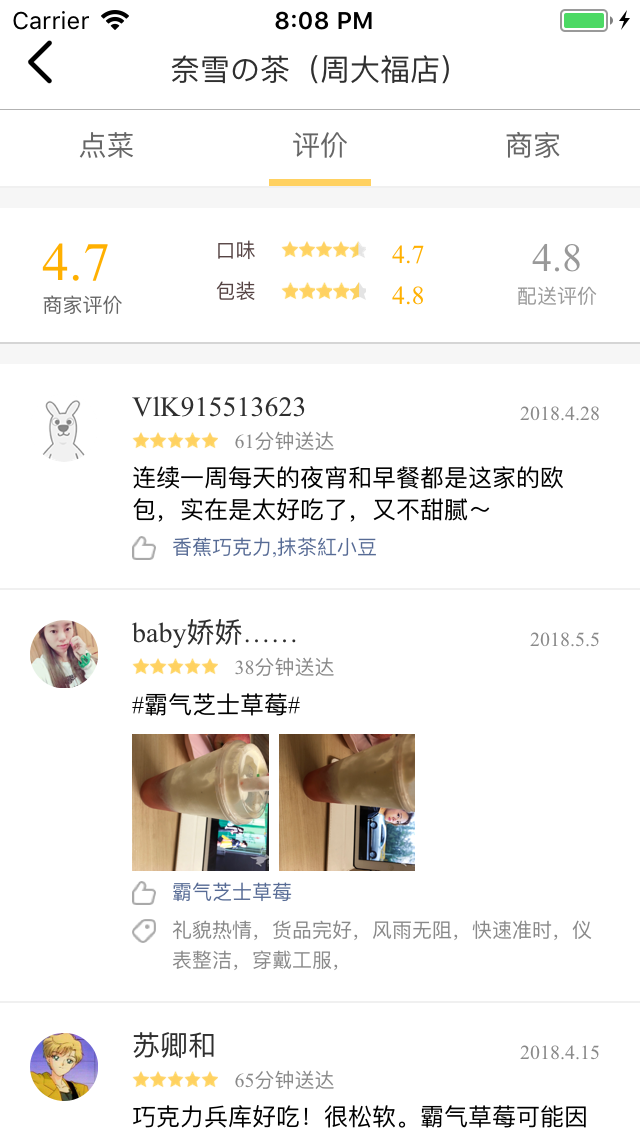 Carrier 8:08 PM
奈雪の茶（周大福店）
点菜 评价 商家
4.7
商家评价
口味 4.7
包装 4.8
4.8
配送评价
VlK915513623
2018.4.28
61分钟送达
连续一周每天的夜宵和早餐都是这家的欧
包，实在是太好吃了，又不甜腻～
香蕉巧克力,抹茶紅小豆
baby娇娇……
2018.5.5
38分钟送达
#霸气芝士草莓#
霸气芝士草莓
礼貌热情，货品完好，风雨无阻，快速准时，仪
表整洁，穿戴工服，
苏卿和
2018.4.15
65分钟送达
巧克力兵库好吃！很松软。霸气草莓可能因